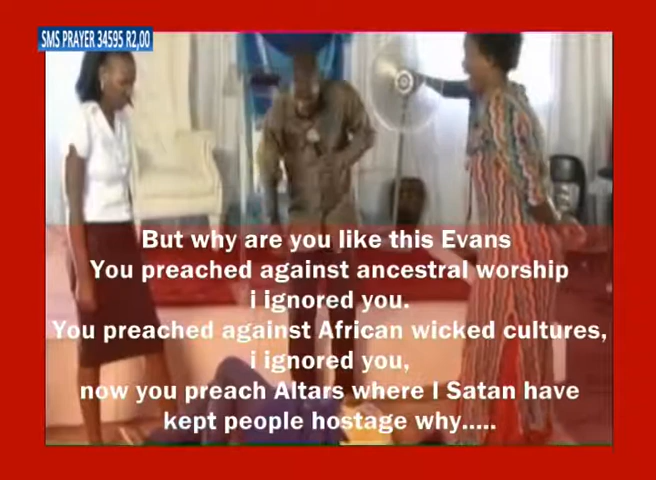 SMS PRAYER 34595 R2,00
But why are you like this Evans
You preached against ancestral worship
i ignored you.
You preached against African wicked cultures,
i ignored you,
now you preach Altars where I Satan have
kept people hostage why.....